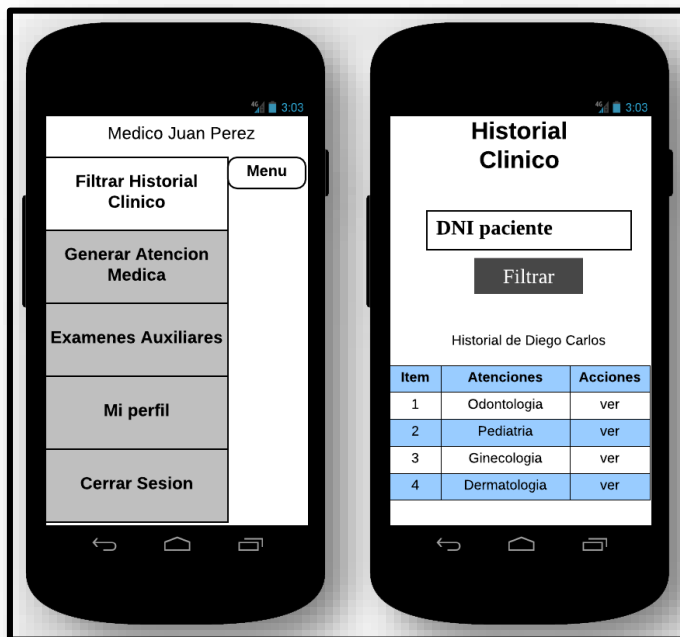 4G 3:03
Medico Juan Perez
Menu
Filtrar Historial
Clinico
Generar Atencion
Medica
Examenes Auxiliares
Mi perfil
Cerrar Sesion
4G 3:03
Historial
Clinico
DNI paciente
Filtrar
Historial de Diego Carlos
Item Atenciones Acciones
1 Odontologia ver
2 Pediatria ver
3 Ginecologia ver
4 Dermatologia ver